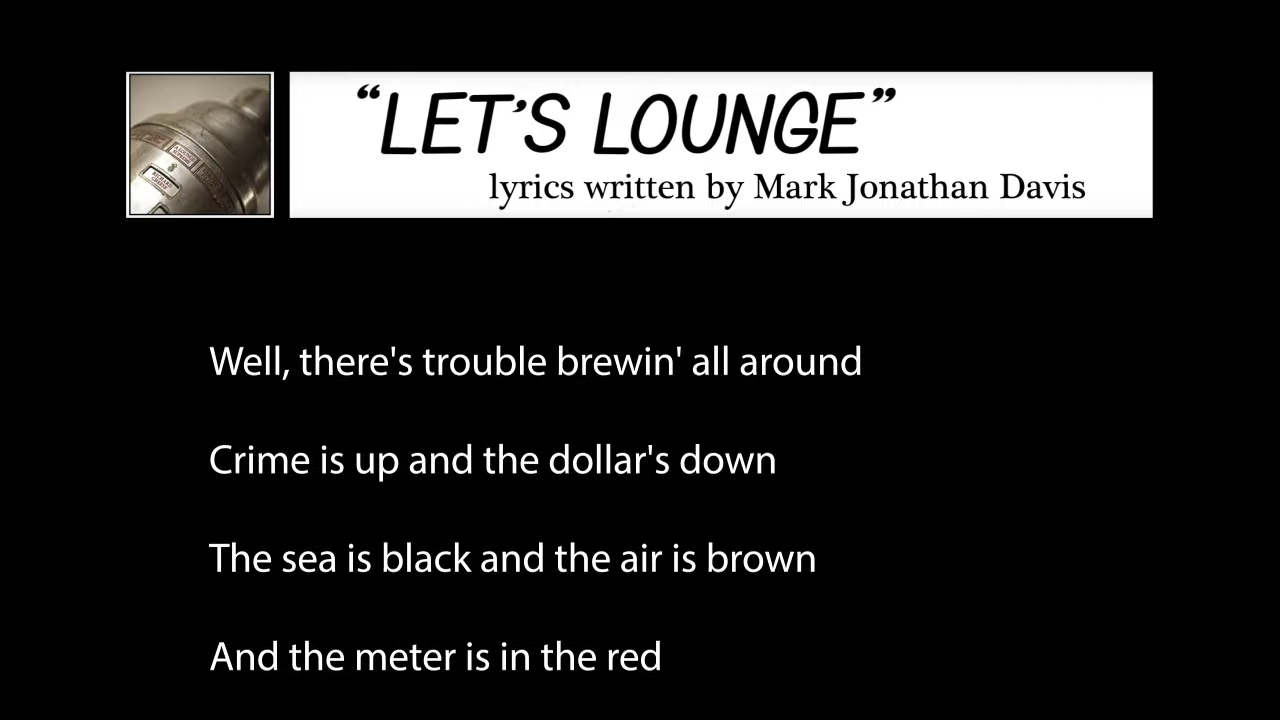 “LET’S LOUNGE”
lyrics written by Mark Jonathan Davis
Well, there's trouble brewin' all around
Crime is up and the dollar's down
The sea is black and the air is brown
And the meter is in the red